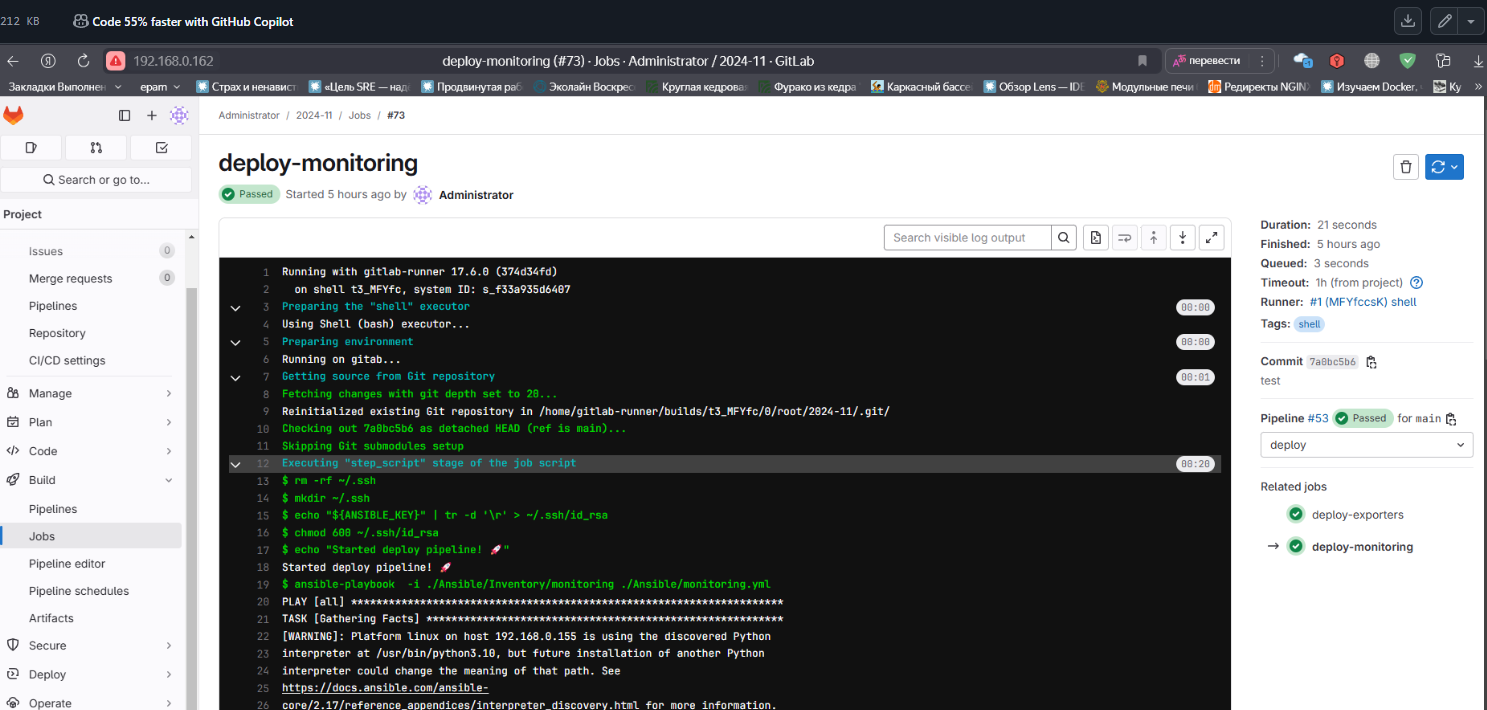 212 KB
Code 55% faster with GitHub Copilot
192.168.0.162
deploy-monitoring (#73) · Jobs · Administrator / 2024-11 · GitLab
перевести
Закладки Выполнен
epam
Страх и ненавист
«Цель SRE — над
Продвинутая раб
Эколайн Воскрес
Круглая кедрова
Фурако из кедра
Каркасный бассе
Обзор Lens — IDE
Модульные печи
Редиректы NGIN
Изучаем Docker,
Ку
Administrator / 2024-11 / Jobs / #73
Search or go to...
Project
Issues 0
Merge requests 0
Pipelines
Repository
CI/CD settings
Manage
Plan
Code
Build
Pipelines
Jobs
Pipeline editor
Pipeline schedules
Artifacts
Secure
Deploy
Operate
deploy-monitoring
Passed Started 5 hours ago by Administrator
Search visible log output
1 Running with gitlab-runner 17.6.0 (374d34fd)
2 on shell t3_MFYfc, system ID: s_f33a935d6407
3 Preparing the "shell" executor 00:00
4 Using Shell (bash) executor...
5 Preparing environment 00:00
6 Running on gitab...
7 Getting source from Git repository 00:01
8 Fetching changes with git depth set to 20...
9 Reinitialized existing Git repository in /home/gitlab-runner/builds/t3_MFYfc/0/root/2024-11/.git/
10 Checking out 7a0bc5b6 as detached HEAD (ref is main)...
11 Skipping Git submodules setup
12 Executing "step_script" stage of the job script 00:20
13 $ rm -rf ~/.ssh
14 $ mkdir ~/.ssh
15 $ echo "${ANSIBLE_KEY}" | tr -d '\r' > ~/.ssh/id_rsa
16 $ chmod 600 ~/.ssh/id_rsa
17 $ echo "Started deploy pipeline! 🚀"
18 Started deploy pipeline! 🚀
19 $ ansible-playbook -i ./Ansible/Inventory/monitoring ./Ansible/monitoring.yml
20 PLAY [all] *********************************************************************
21 TASK [Gathering Facts] *********************************************************
22 [WARNING]: Platform linux on host 192.168.0.155 is using the discovered Python
23 interpreter at /usr/bin/python3.10, but future installation of another Python
24 interpreter could change the meaning of that path. See
25 https://docs.ansible.com/ansible-
26 core/2.17/reference_appendices/interpreter_discovery.html for more information.
Duration: 21 seconds
Finished: 5 hours ago
Queued: 3 seconds
Timeout: 1h (from project)
Runner: #1 (MFYfccsK) shell
Tags: shell
Commit 7a0bc5b6
test
Pipeline #53 Passed for main
deploy
Related jobs
deploy-exporters
deploy-monitoring